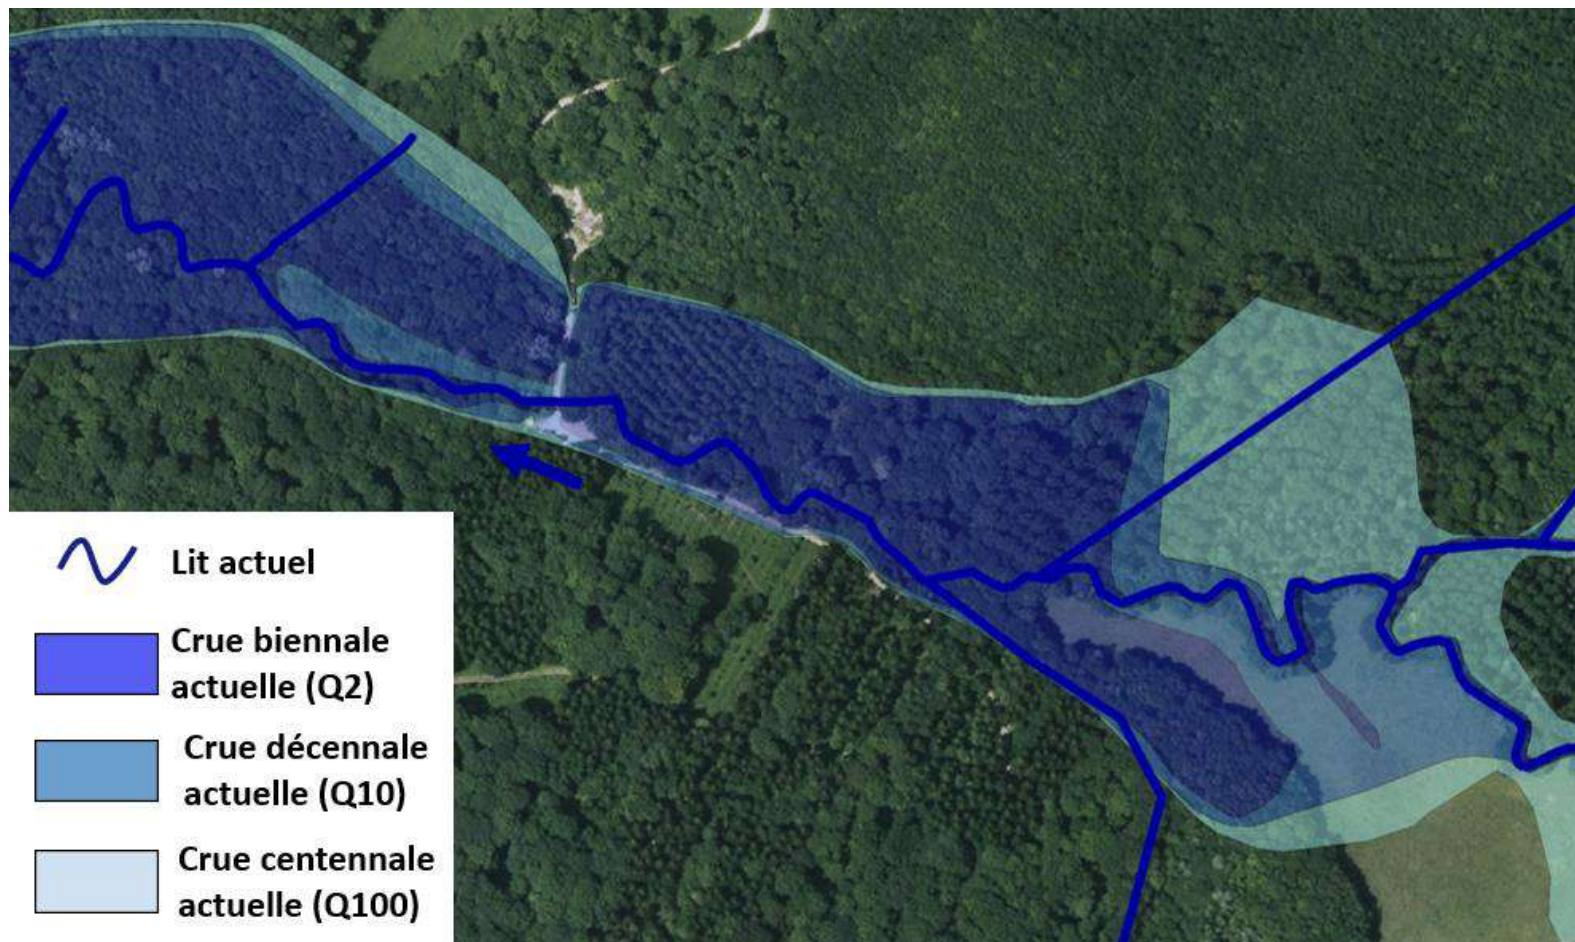 Lit actuel
Crue biennale
actuelle (Q2)
Crue décennale
actuelle (Q10)
Crue centennale
actuelle (Q100)